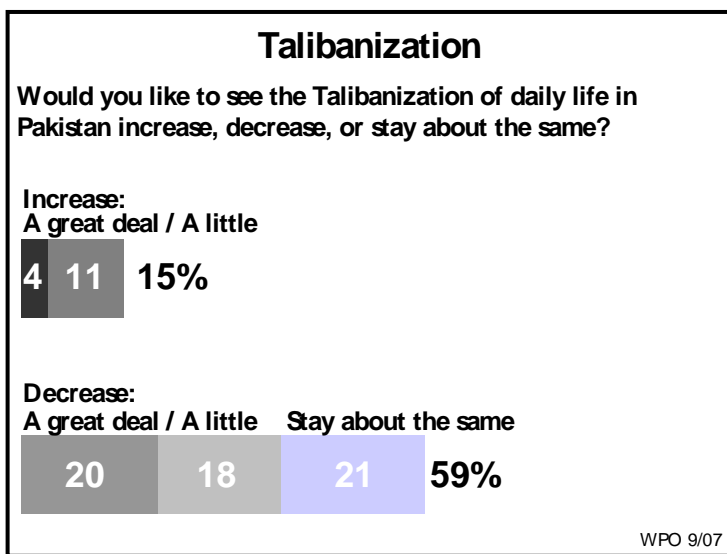 Talibanization
Would you like to see the Talibanization of daily life in
Pakistan increase, decrease, or stay about the same?
Increase:
A great deal / A little
4 11 15%
Decrease:
A great deal / A little Stay about the same
20 18 21 59%
WPO 9/07